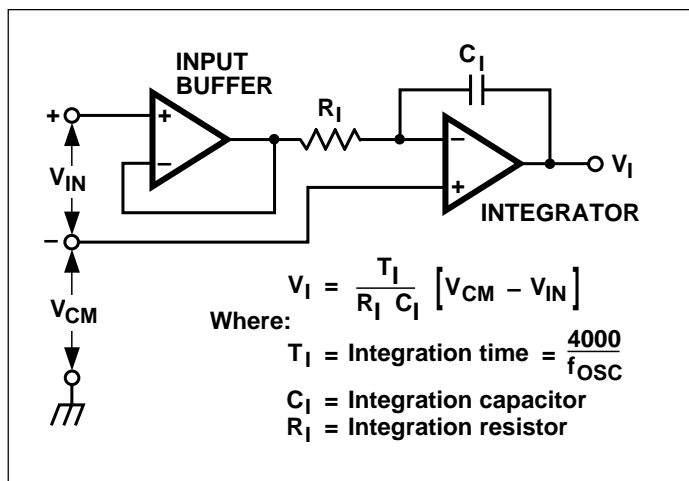 INPUT
BUFFER
C_I
R_I
+
+
−
−
+
V_IN
V_I
−
INTEGRATOR
V_CM
V_I = T_I / R_I C_I [V_CM − V_IN]
Where:
T_I = Integration time = 4000 / f_OSC
C_I = Integration capacitor
R_I = Integration resistor